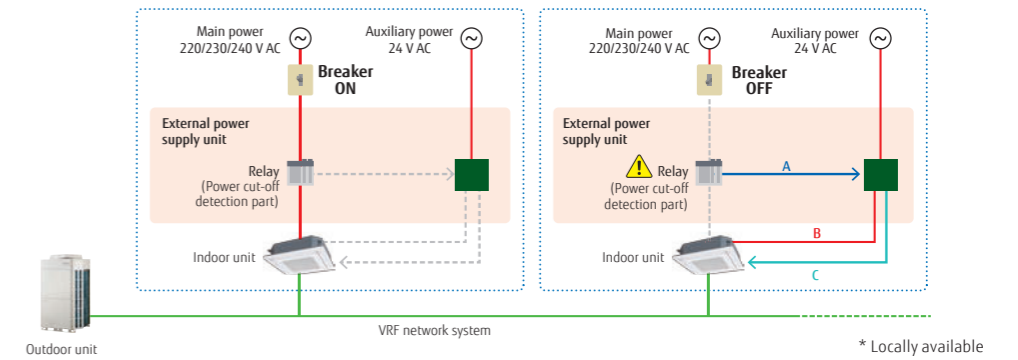 Main power
220/230/240 V AC
Auxiliary power
24 V AC
Breaker
ON
External power
supply unit
Relay
(Power cut-off
detection part)
Indoor unit
Main power
220/230/240 V AC
Auxiliary power
24 V AC
Breaker
OFF
External power
supply unit
Relay
(Power cut-off
detection part)
A
B
Indoor unit
C
VRF network system
Outdoor unit
* Locally available